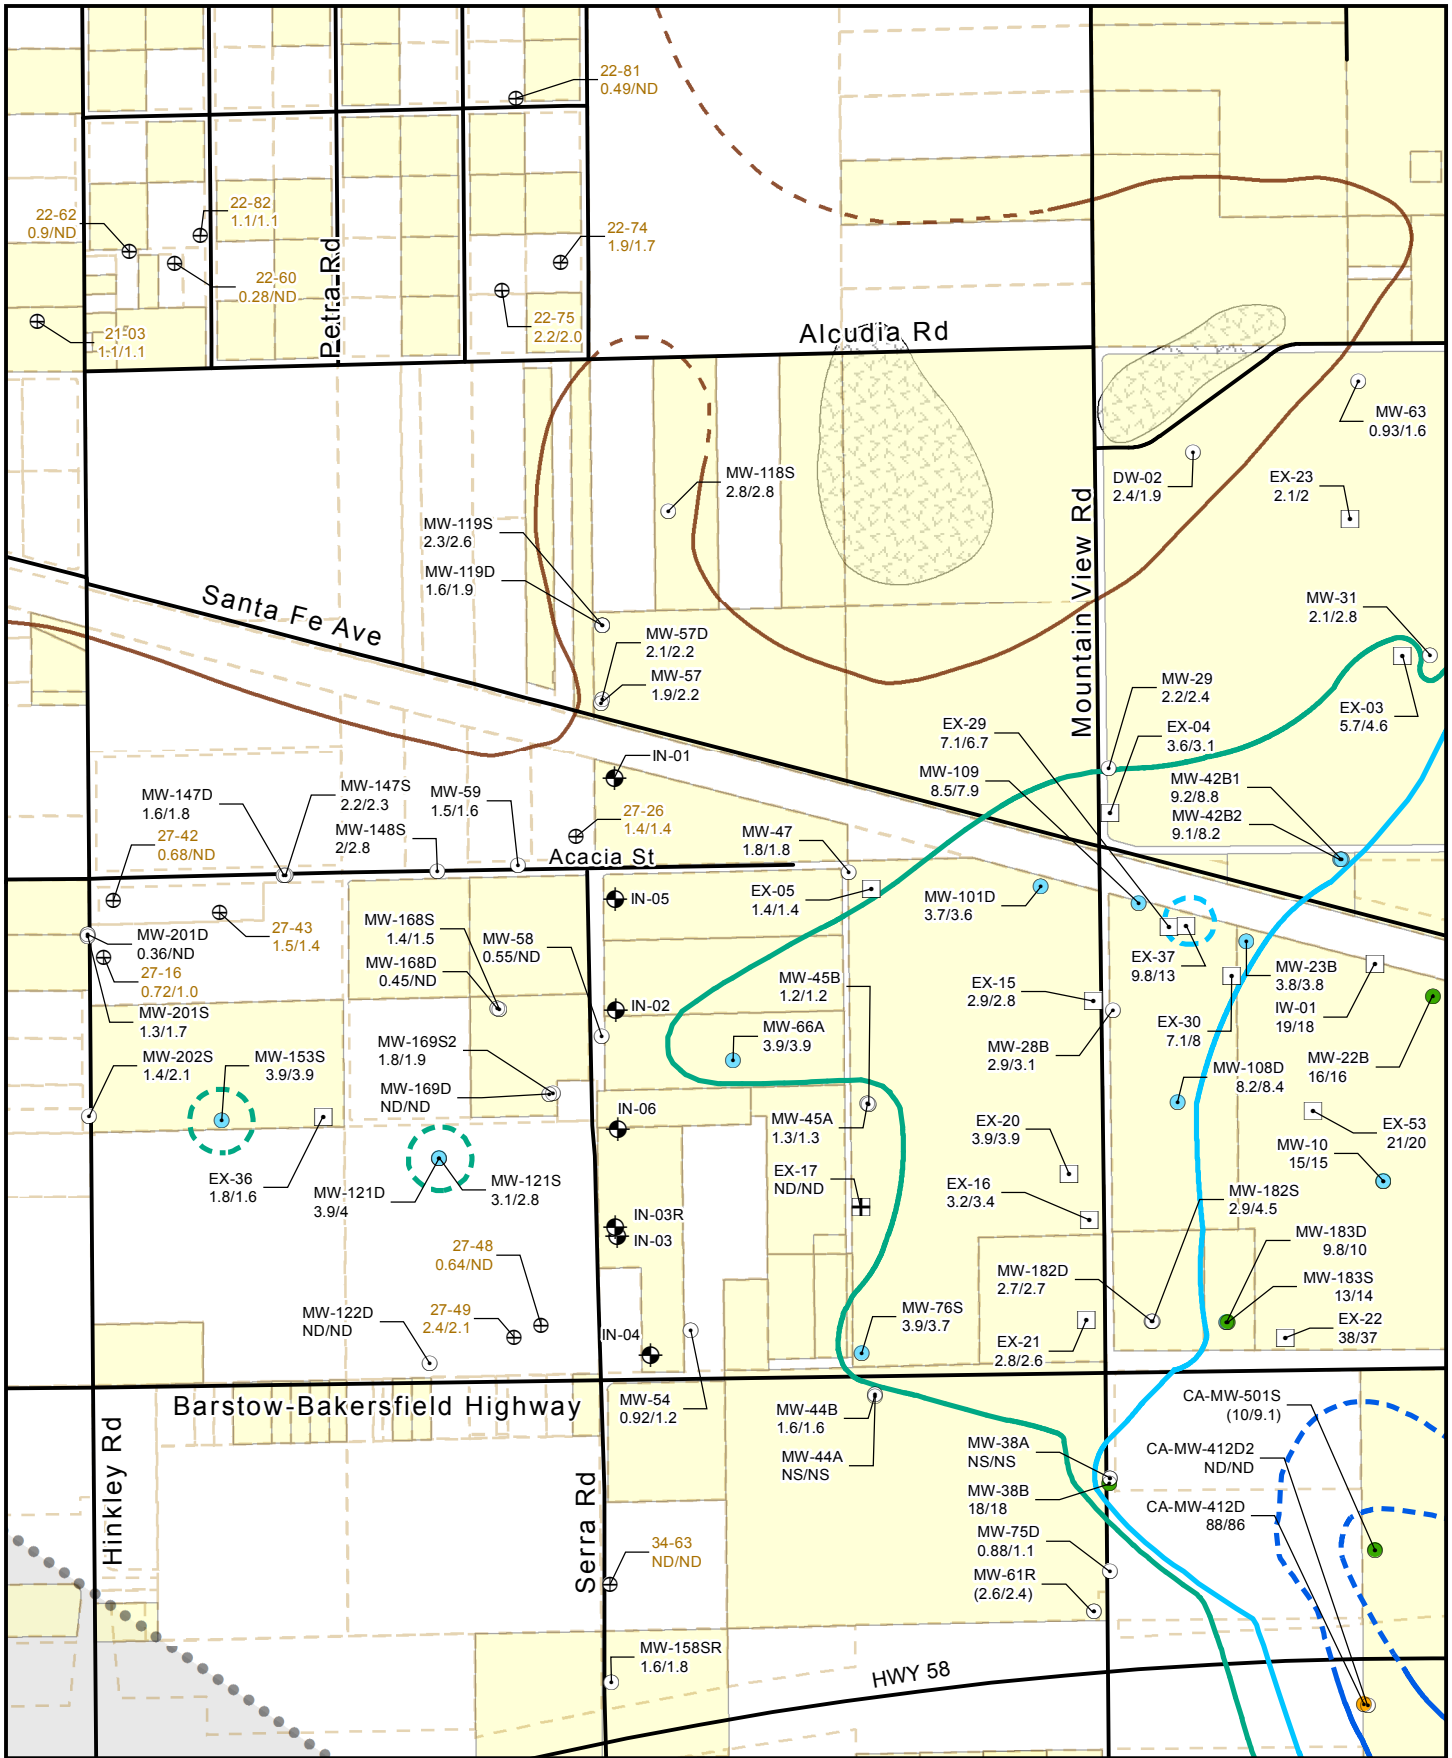 22-81
0.49/ND
22-82
1.1/1.1
22-62
0.9/ND
22-74
1.9/1.7
22-60
0.28/ND
22-75
2.2/2.0
21-03
1.1/1.1
Petra Rd
Alcudia Rd
MW-63
0.93/1.6
MW-118S
2.8/2.8
DW-02
2.4/1.9
EX-23
2.1/2
MW-119S
2.3/2.6
MW-119D
1.6/1.9
Santa Fe Ave
Mountain View Rd
MW-31
2.1/2.8
MW-57D
2.1/2.2
MW-57
1.9/2.2
MW-29
2.2/2.4
EX-03
5.7/4.6
EX-29
7.1/6.7
EX-04
3.6/3.1
IN-01
MW-109
8.5/7.9
MW-42B1
9.2/8.8
MW-42B2
9.1/8.2
MW-147D
1.6/1.8
MW-147S
2.2/2.3
MW-59
1.5/1.6
27-26
1.4/1.4
27-42
0.68/ND
MW-148S
2/2.8
MW-47
1.8/1.8
Acacia St
EX-05
1.4/1.4
MW-101D
3.7/3.6
IN-05
MW-168S
1.4/1.5
27-43
1.5/1.4
MW-201D
0.36/ND
MW-58
0.55/ND
MW-168D
0.45/ND
27-16
0.72/1.0
EX-37
9.8/13
MW-23B
3.8/3.8
MW-45B
1.2/1.2
EX-15
2.9/2.8
IW-01
19/18
IN-02
MW-201S
1.3/1.7
EX-30
7.1/8
MW-66A
3.9/3.9
MW-169S2
1.8/1.9
MW-28B
2.9/3.1
MW-22B
16/16
MW-202S
1.4/2.1
MW-153S
3.9/3.9
MW-108D
8.2/8.4
MW-169D
ND/ND
IN-06
MW-45A
1.3/1.3
EX-20
3.9/3.9
EX-53
21/20
MW-10
15/15
EX-17
ND/ND
EX-36
1.8/1.6
MW-121D
3.9/4
MW-121S
3.1/2.8
EX-16
3.2/3.4
MW-182S
2.9/4.5
IN-03R
IN-03
MW-183D
9.8/10
27-48
0.64/ND
MW-182D
2.7/2.7
MW-183S
13/14
MW-122D
ND/ND
27-49
2.4/2.1
MW-76S
3.9/3.7
EX-22
38/37
IN-04
EX-21
2.8/2.6
Barstow-Bakersfield Highway
MW-54
0.92/1.2
MW-44B
1.6/1.6
CA-MW-501S
(10/9.1)
MW-44A
NS/NS
MW-38A
NS/NS
CA-MW-412D2
ND/ND
MW-38B
18/18
CA-MW-412D
88/86
Hinkley Rd
Serra Rd
MW-75D
0.88/1.1
34-63
ND/ND
MW-61R
(2.6/2.4)
MW-158SR
1.6/1.8
HWY 58